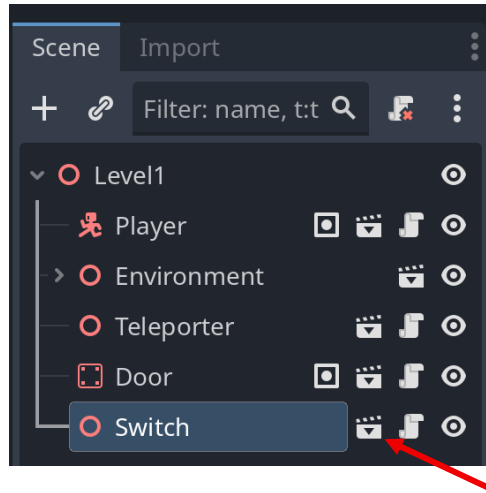 Scene Import
Filter: name, t:t
Level1
Player
Environment
Teleporter
Door
Switch